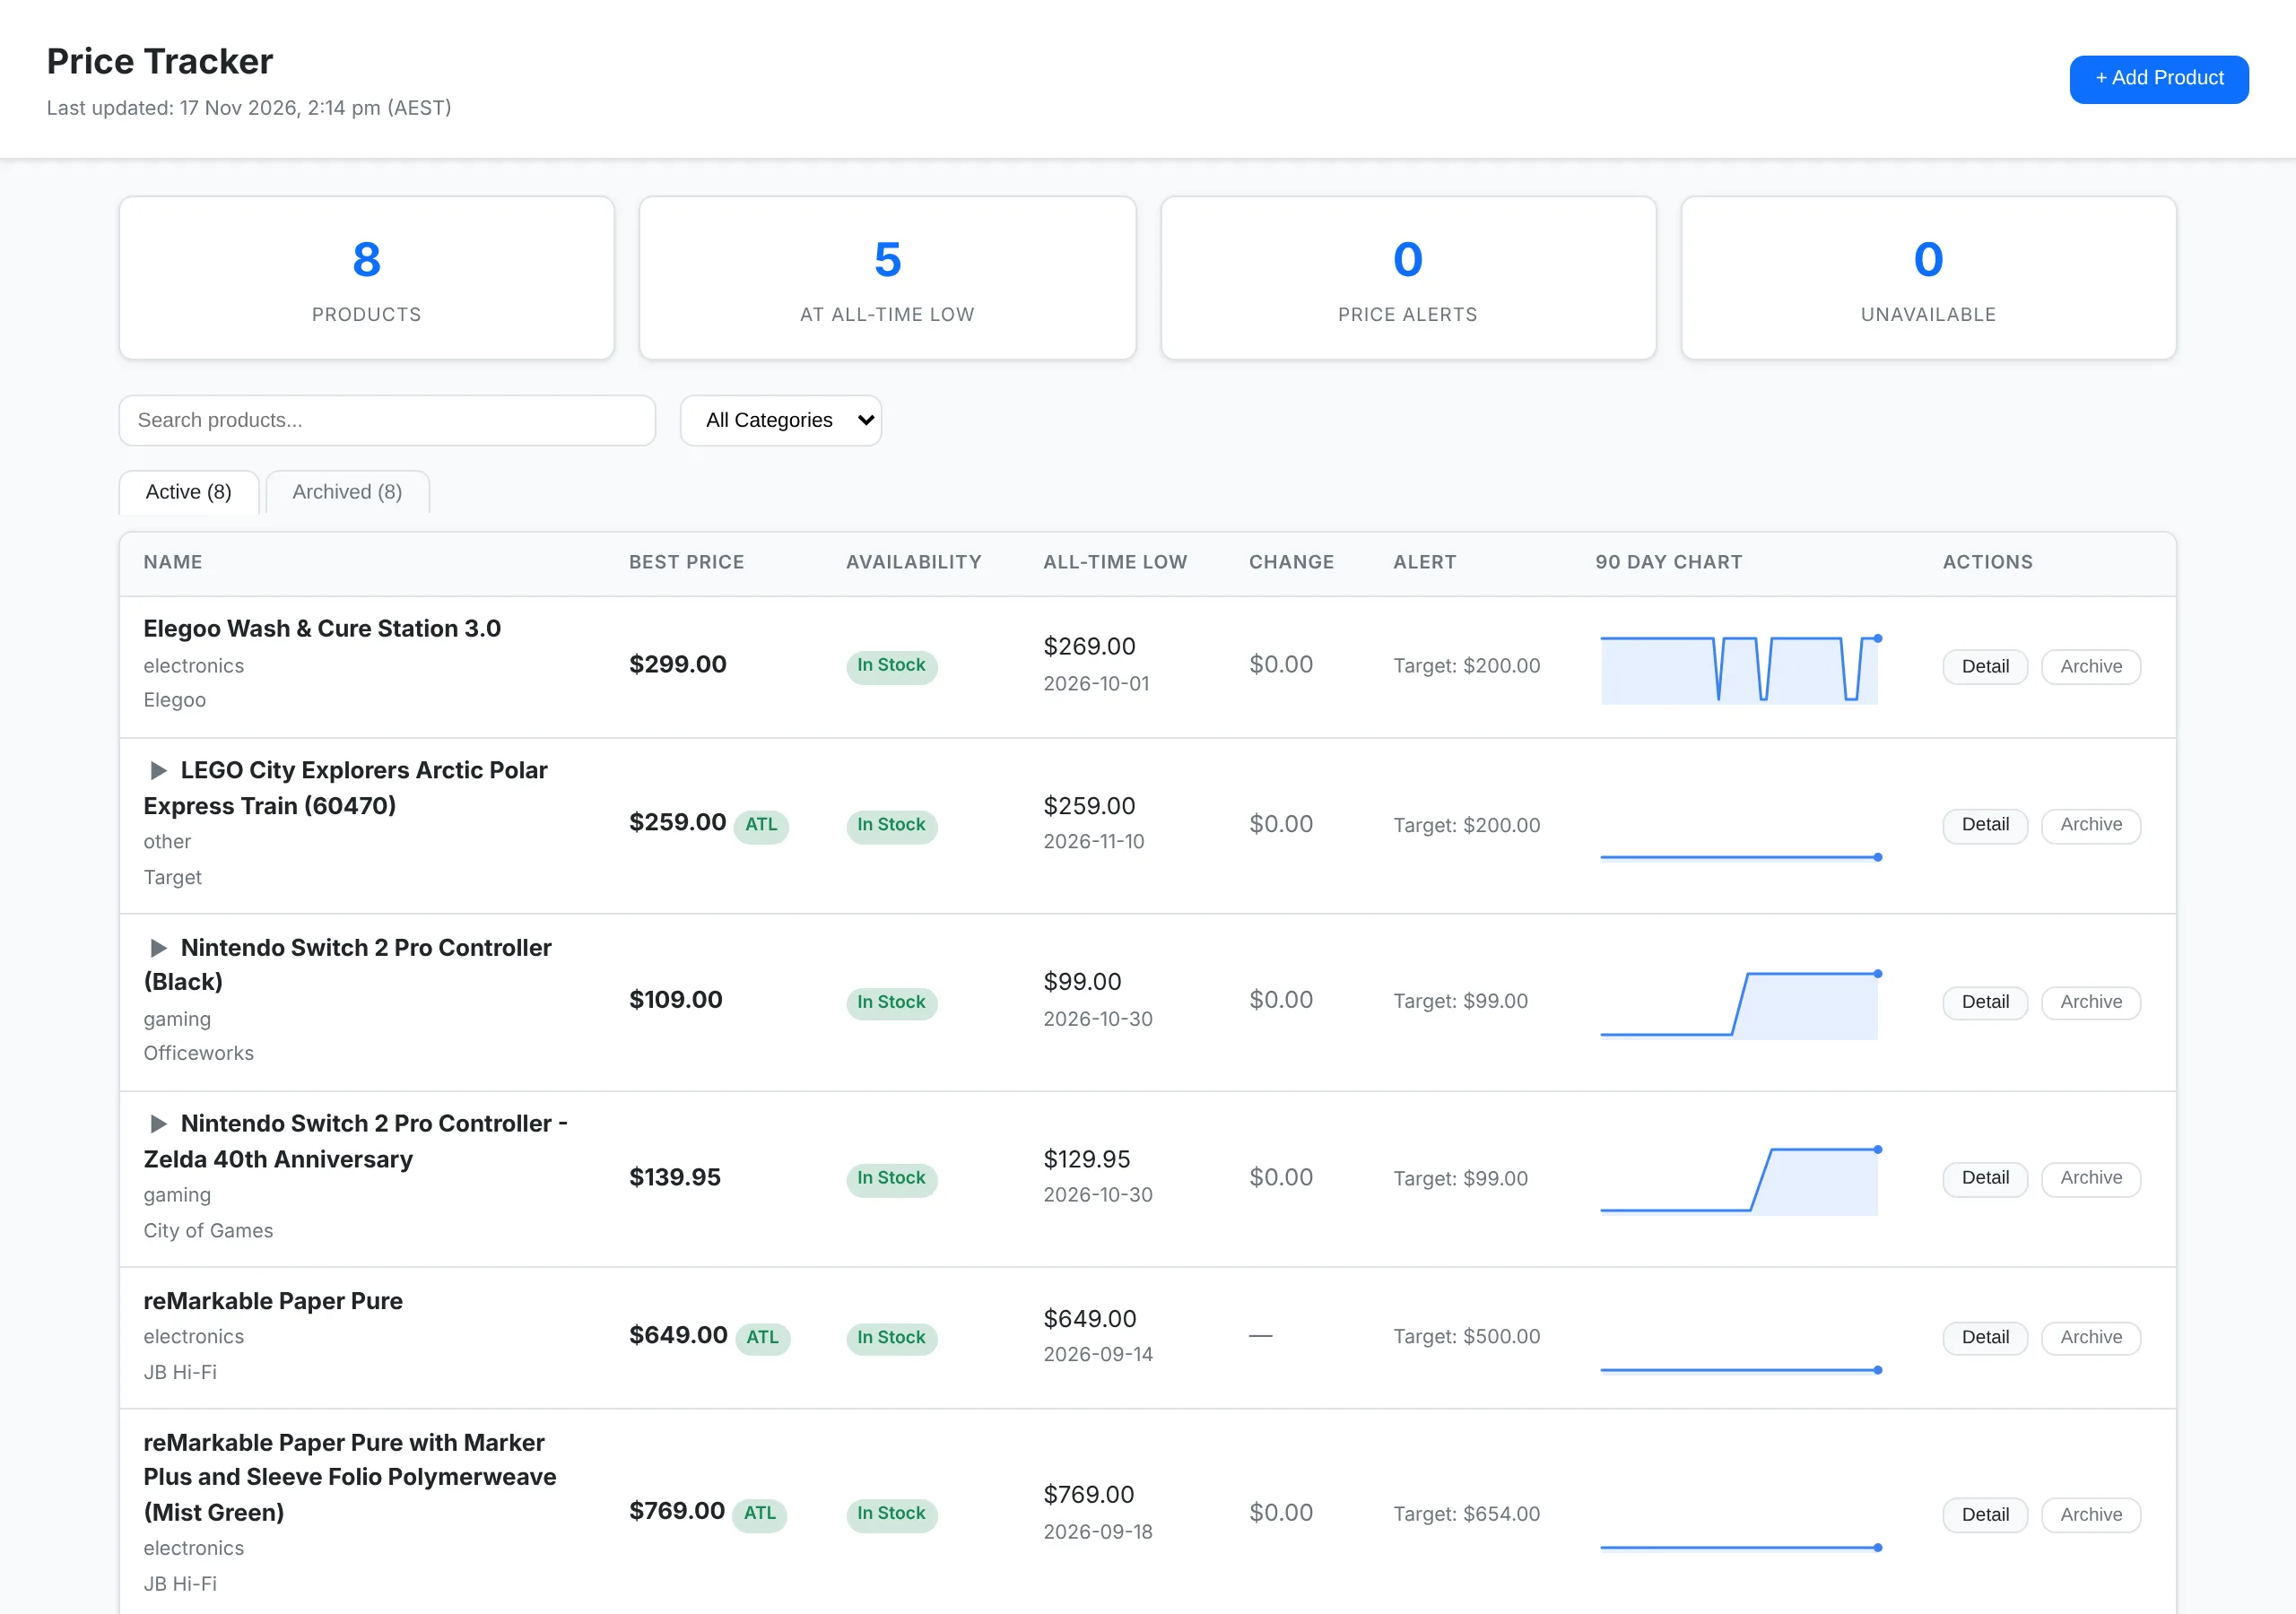 Price Tracker
Last updated: 17 Nov 2026, 2:14 pm (AEST)
+ Add Product
8
PRODUCTS
5
AT ALL-TIME LOW
0
PRICE ALERTS
0
UNAVAILABLE
Search products...
All Categories
Active (8)
Archived (8)
NAME BEST PRICE AVAILABILITY ALL-TIME LOW CHANGE ALERT 90 DAY CHART ACTIONS
Elegoo Wash & Cure Station 3.0
electronics
Elegoo
$299.00
In Stock
$269.00
2026-10-01
$0.00
Target: $200.00
Detail
Archive
LEGO City Explorers Arctic Polar
Express Train (60470)
other
Target
$259.00 ATL
In Stock
$259.00
2026-11-10
$0.00
Target: $200.00
Detail
Archive
Nintendo Switch 2 Pro Controller
(Black)
gaming
Officeworks
$109.00
In Stock
$99.00
2026-10-30
$0.00
Target: $99.00
Detail
Archive
Nintendo Switch 2 Pro Controller -
Zelda 40th Anniversary
gaming
City of Games
$139.95
In Stock
$129.95
2026-10-30
$0.00
Target: $99.00
Detail
Archive
reMarkable Paper Pure
electronics
JB Hi-Fi
$649.00 ATL
In Stock
$649.00
2026-09-14
—
Target: $500.00
Detail
Archive
reMarkable Paper Pure with Marker
Plus and Sleeve Folio Polymerweave
(Mist Green)
electronics
JB Hi-Fi
$769.00 ATL
In Stock
$769.00
2026-09-18
$0.00
Target: $654.00
Detail
Archive